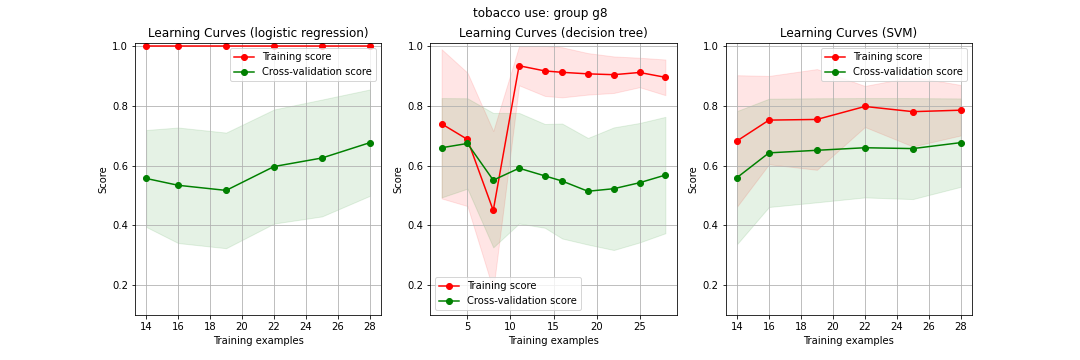 tobacco use: group g8
Learning Curves (logistic regression)
1.0
0.8
0.6
0.4
0.2
Score
14 16 18 20 22 24 26 28
Training examples
Training score
Cross-validation score
Learning Curves (decision tree)
1.0
0.8
0.6
0.4
0.2
Score
5 10 15 20 25
Training examples
Training score
Cross-validation score
Learning Curves (SVM)
1.0
0.8
0.6
0.4
0.2
Score
14 16 18 20 22 24 26 28
Training examples
Training score
Cross-validation score